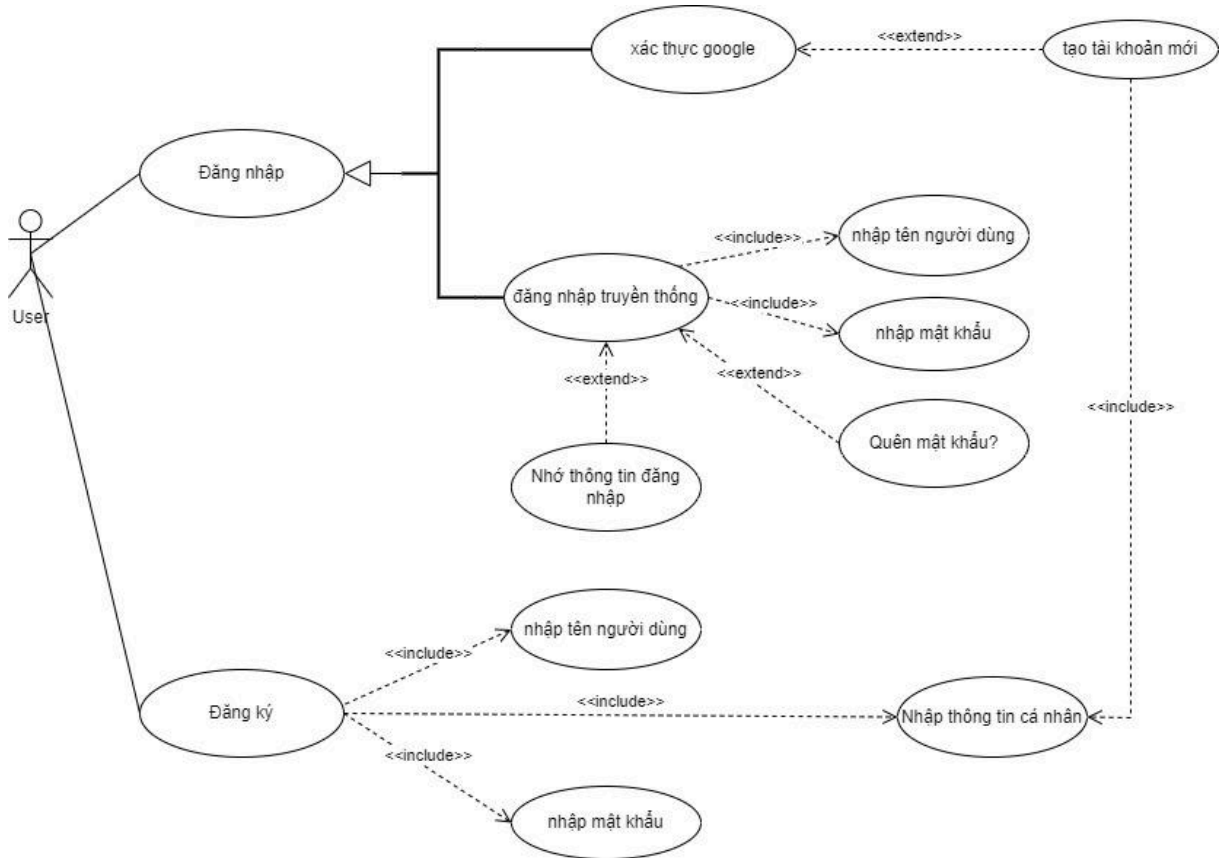 xác thực google
<<extend>>
tạo tài khoản mới
Đăng nhập
<<include>>
nhập tên người dùng
User
đăng nhập truyền thống
<<include>>
nhập mật khẩu
<<extend>>
<<extend>>
<<include>>
Quên mật khẩu?
Nhớ thông tin đăng
nhập
nhập tên người dùng
<<include>>
Đăng ký
<<include>>
Nhập thông tin cá nhân
<<include>>
nhập mật khẩu